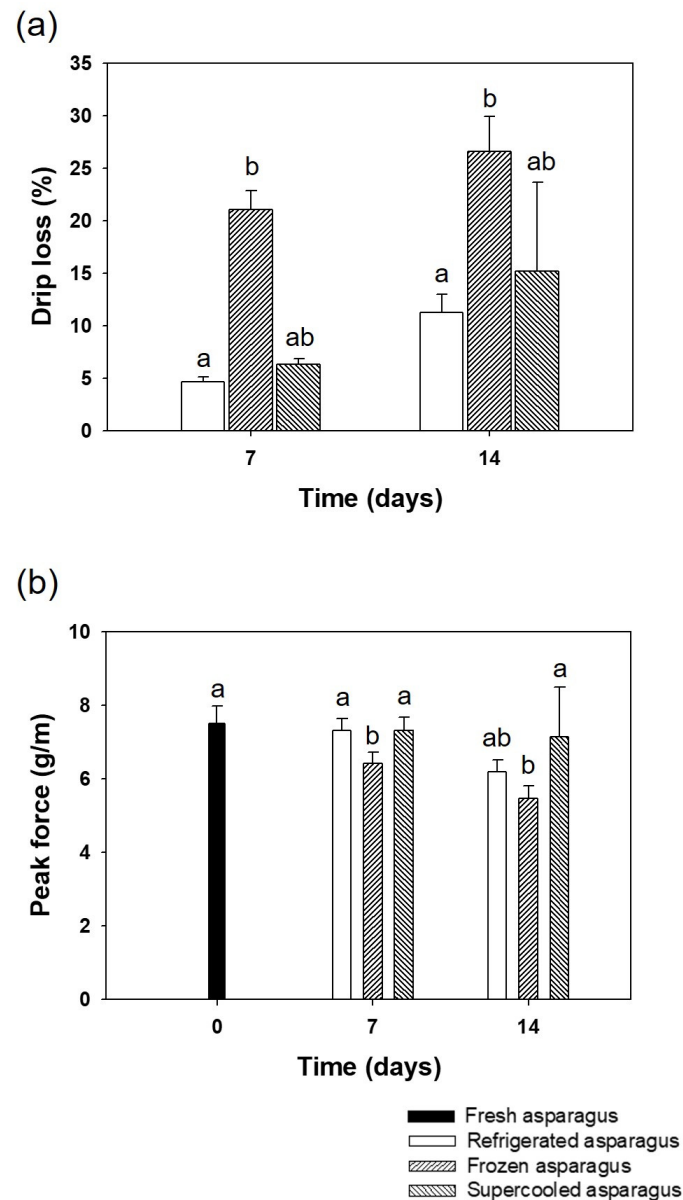 (a)
35
30
25
20
15
10
5
0
Drip loss (%)
a
b
ab
a
b
ab
7
14
Time (days)
(b)
10
8
6
4
2
0
Peak force (g/m)
a
a
b
a
ab
b
a
0
7
14
Time (days)
Fresh asparagus
Refrigerated asparagus
Frozen asparagus
Supercooled asparagus